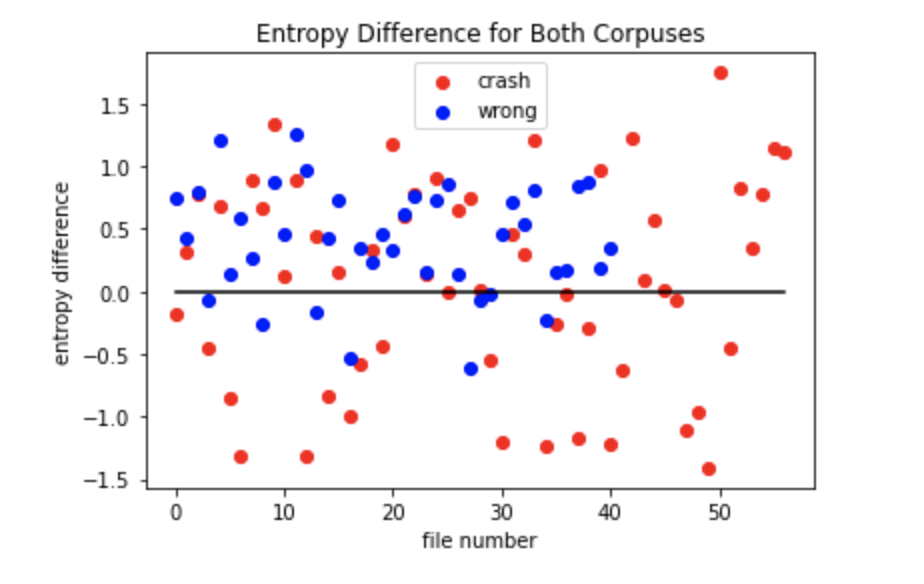 Entropy Difference for Both Corpuses
crash
wrong
1.5
1.0
0.5
0.0
−0.5
−1.0
−1.5
entropy difference
0 10 20 30 40 50
file number